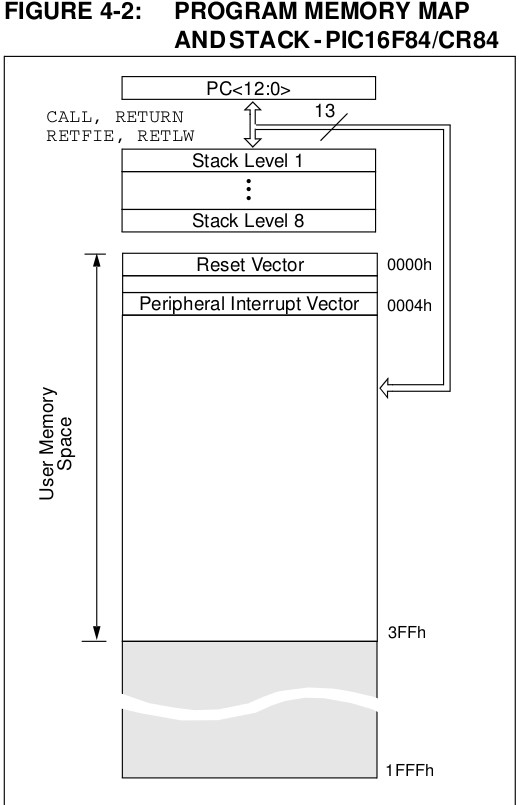 FIGURE 4-2: PROGRAM MEMORY MAP
AND STACK - PIC16F84/CR84
PC<12:0>
CALL, RETURN
RETFIE, RETLW
13
Stack Level 1
Stack Level 8
Reset Vector
0000h
Peripheral Interrupt Vector
0004h
User Memory
Space
3FFh
1FFFh